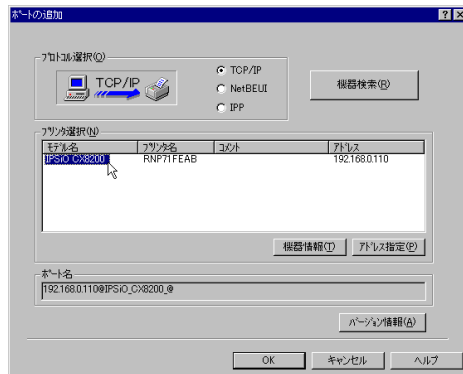 ポートの追加
プロトコル選択(O)
TCP/IP
TCP/IP
NetBEUI
IPP
機器検索(R)
プリンタ選択(N)
モデル名 プリンタ名 コメント アドレス
IPSiO CX8200 RNP71FEAB 192.168.0.110
機器情報(T) アドレス指定(P)
ポート名
192.168.0.110@IPSiO_CX8200_@
バージョン情報(A)
OK キャンセル ヘルプ